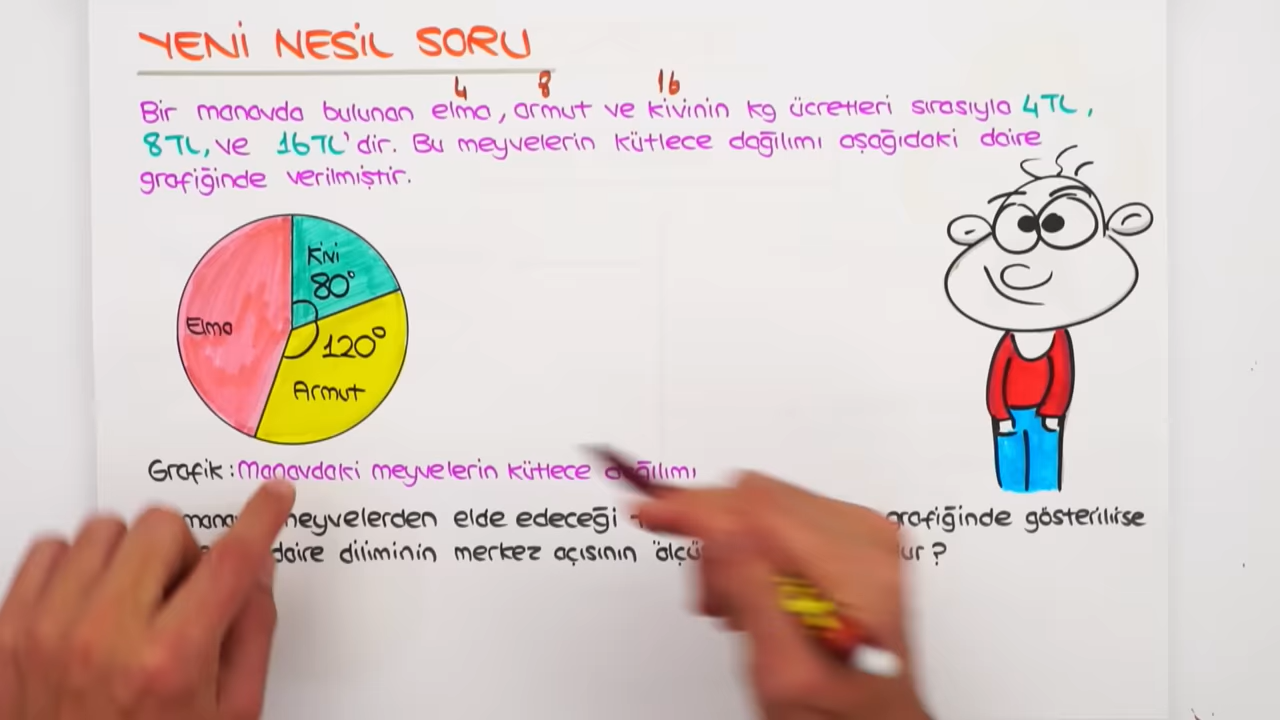 YENİ NESİL SORU
4 8 16
Bir manavda bulunan elma, armut ve kivinin kg ücretleri sırasıyla 4TL,
8TL, ve 16TL'dir. Bu meyvelerin kütlece dağılımı aşağıdaki daire
grafiğinde verilmiştir.
Kivi
80°
Elma
120°
Armut
Grafik: Manavdaki meyvelerin kütlece dağılımı
meyvelerden elde edeceği grafiğinde gösterilirse
daire diliminin merkez açısının